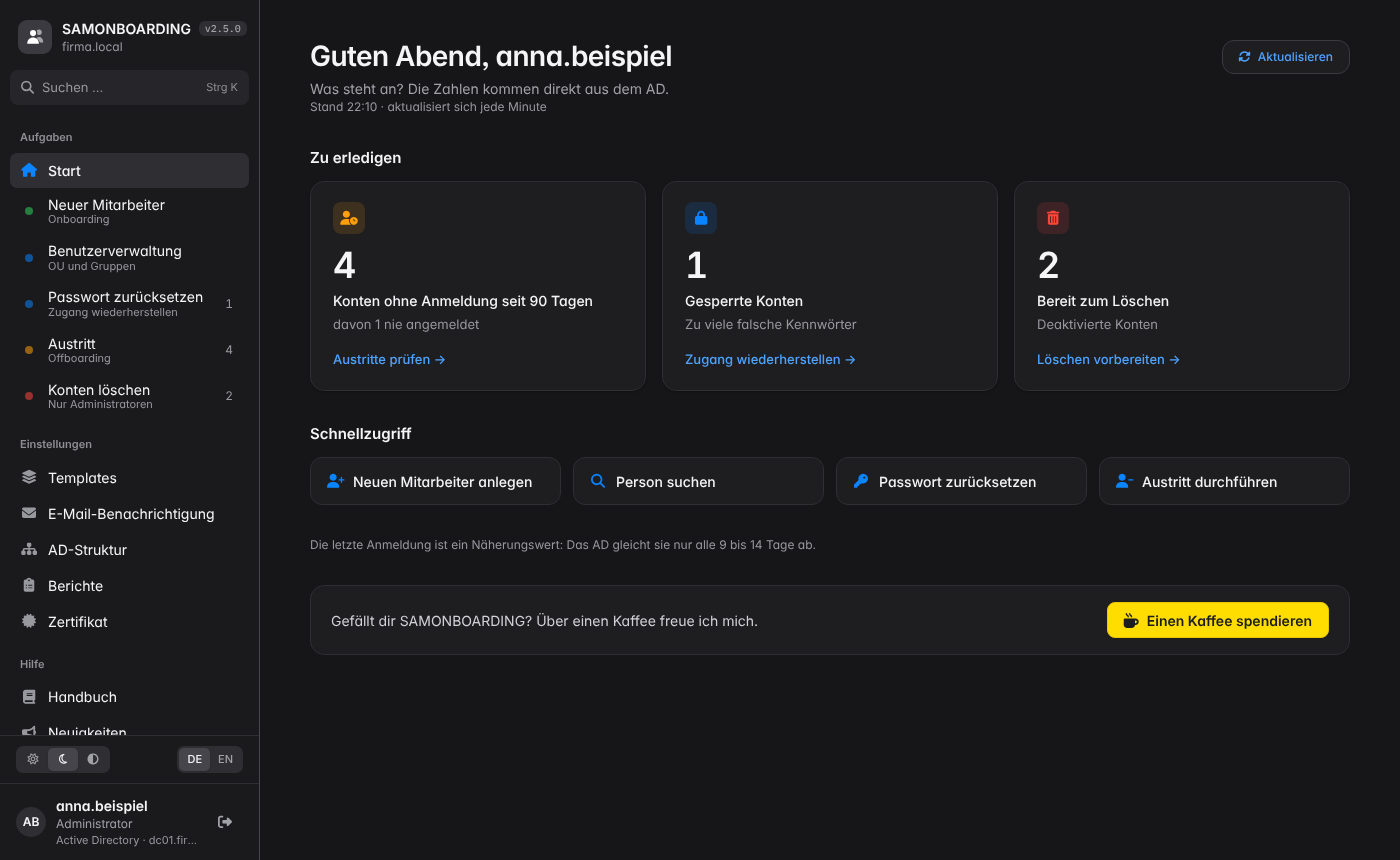 SAMONBOARDING v2.5.0
firma.local
Suchen ... Strg K
Aufgaben
Start
Neuer Mitarbeiter
Onboarding
Benutzerverwaltung
OU und Gruppen
Passwort zurücksetzen 1
Zugang wiederherstellen
Austritt 4
Offboarding
Konten löschen 2
Nur Administratoren
Einstellungen
Templates
E-Mail-Benachrichtigung
AD-Struktur
Berichte
Zertifikat
Hilfe
Handbuch
Neuigkeiten
DE EN
AB
anna.beispiel
Administrator
Active Directory · dc01.fir...
Guten Abend, anna.beispiel
Aktualisieren
Was steht an? Die Zahlen kommen direkt aus dem AD.
Stand 22:10 · aktualisiert sich jede Minute
Zu erledigen
4
Konten ohne Anmeldung seit 90 Tagen
davon 1 nie angemeldet
Austritte prüfen →
1
Gesperrte Konten
Zu viele falsche Kennwörter
Zugang wiederherstellen →
2
Bereit zum Löschen
Deaktivierte Konten
Löschen vorbereiten →
Schnellzugriff
Neuen Mitarbeiter anlegen
Person suchen
Passwort zurücksetzen
Austritt durchführen
Die letzte Anmeldung ist ein Näherungswert: Das AD gleicht sie nur alle 9 bis 14 Tage ab.
Gefällt dir SAMONBOARDING? Über einen Kaffee freue ich mich.
Einen Kaffee spendieren